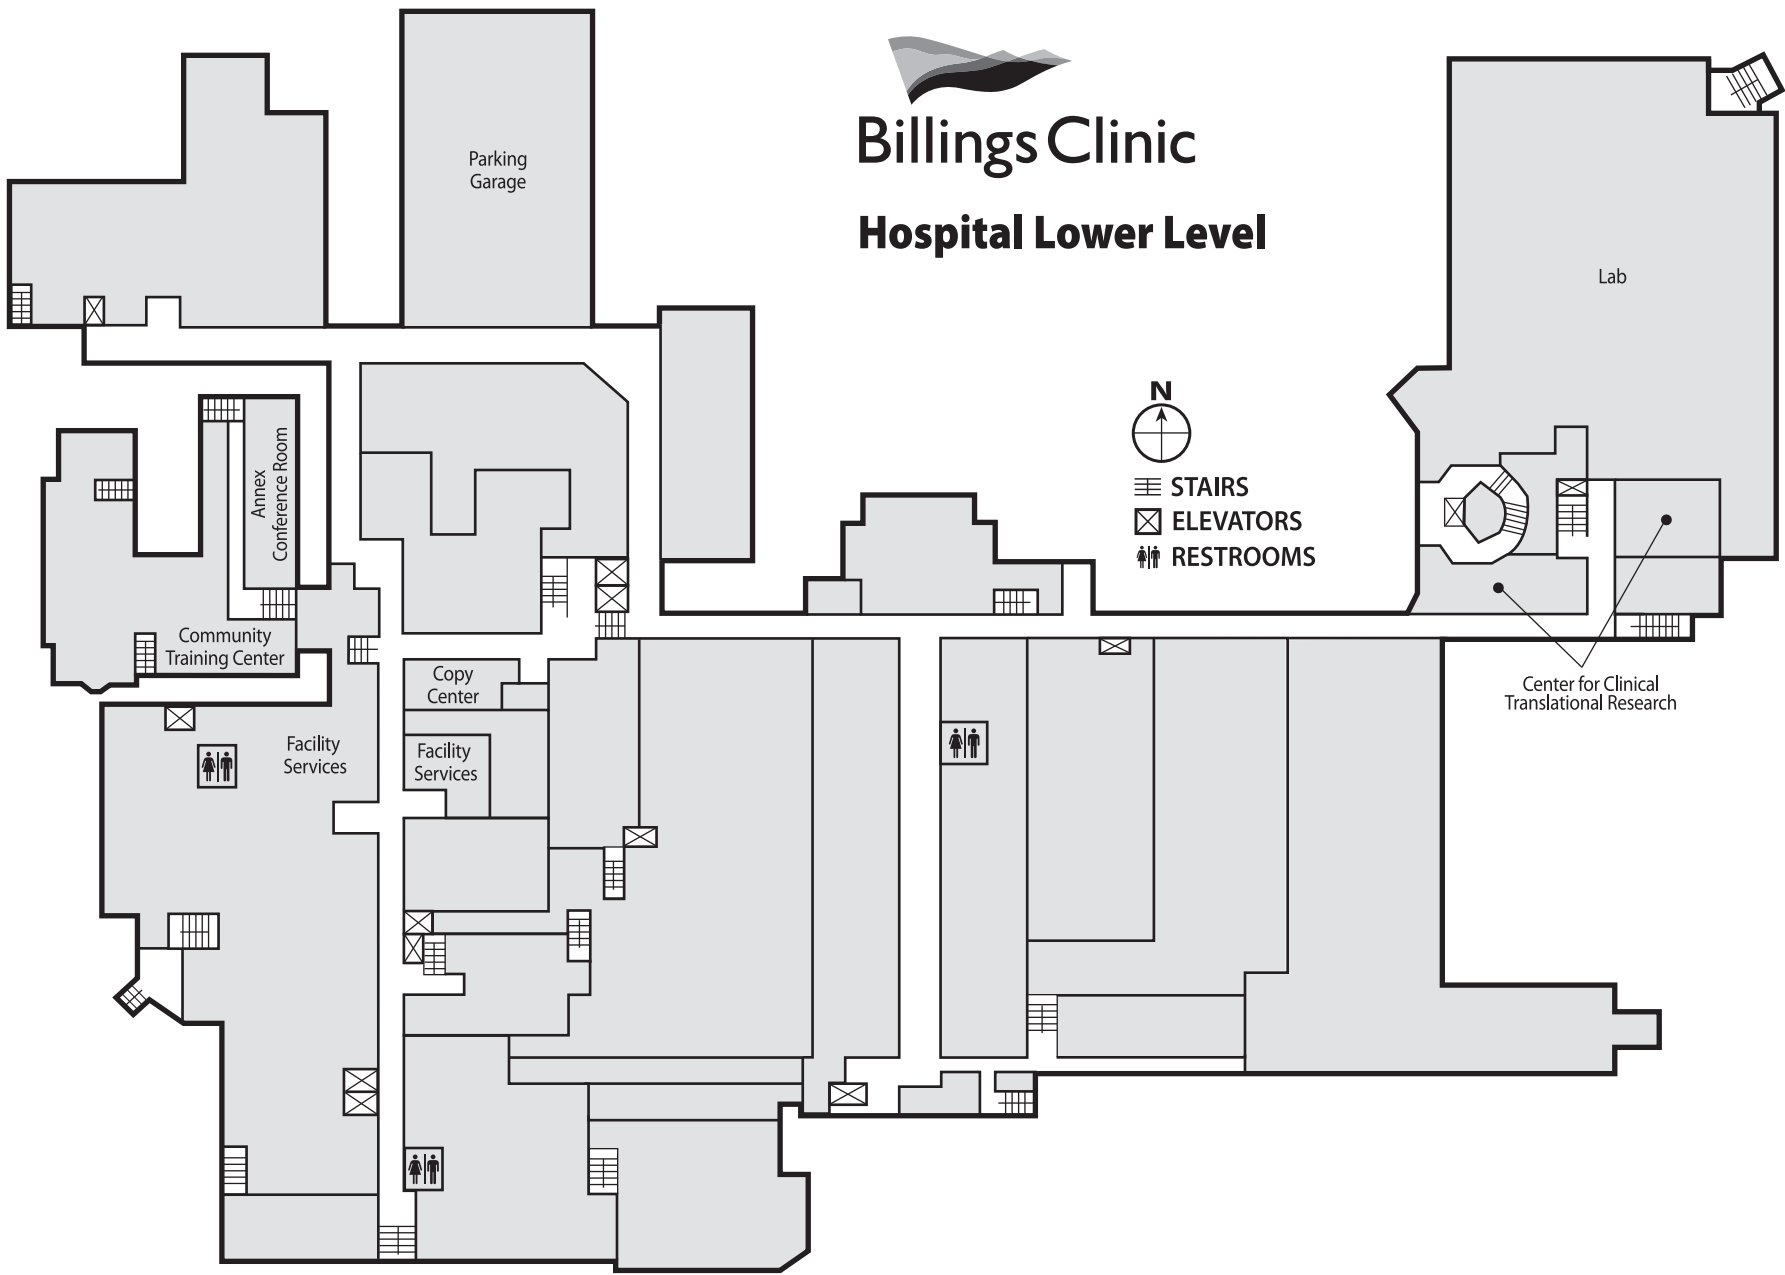 Billings Clinic
Hospital Lower Level
Parking
Garage
Lab
N
STAIRS
ELEVATORS
RESTROOMS
Annex
Conference Room
Community
Training Center
Copy
Center
Facility
Services
Facility
Services
Center for Clinical
Translational Research